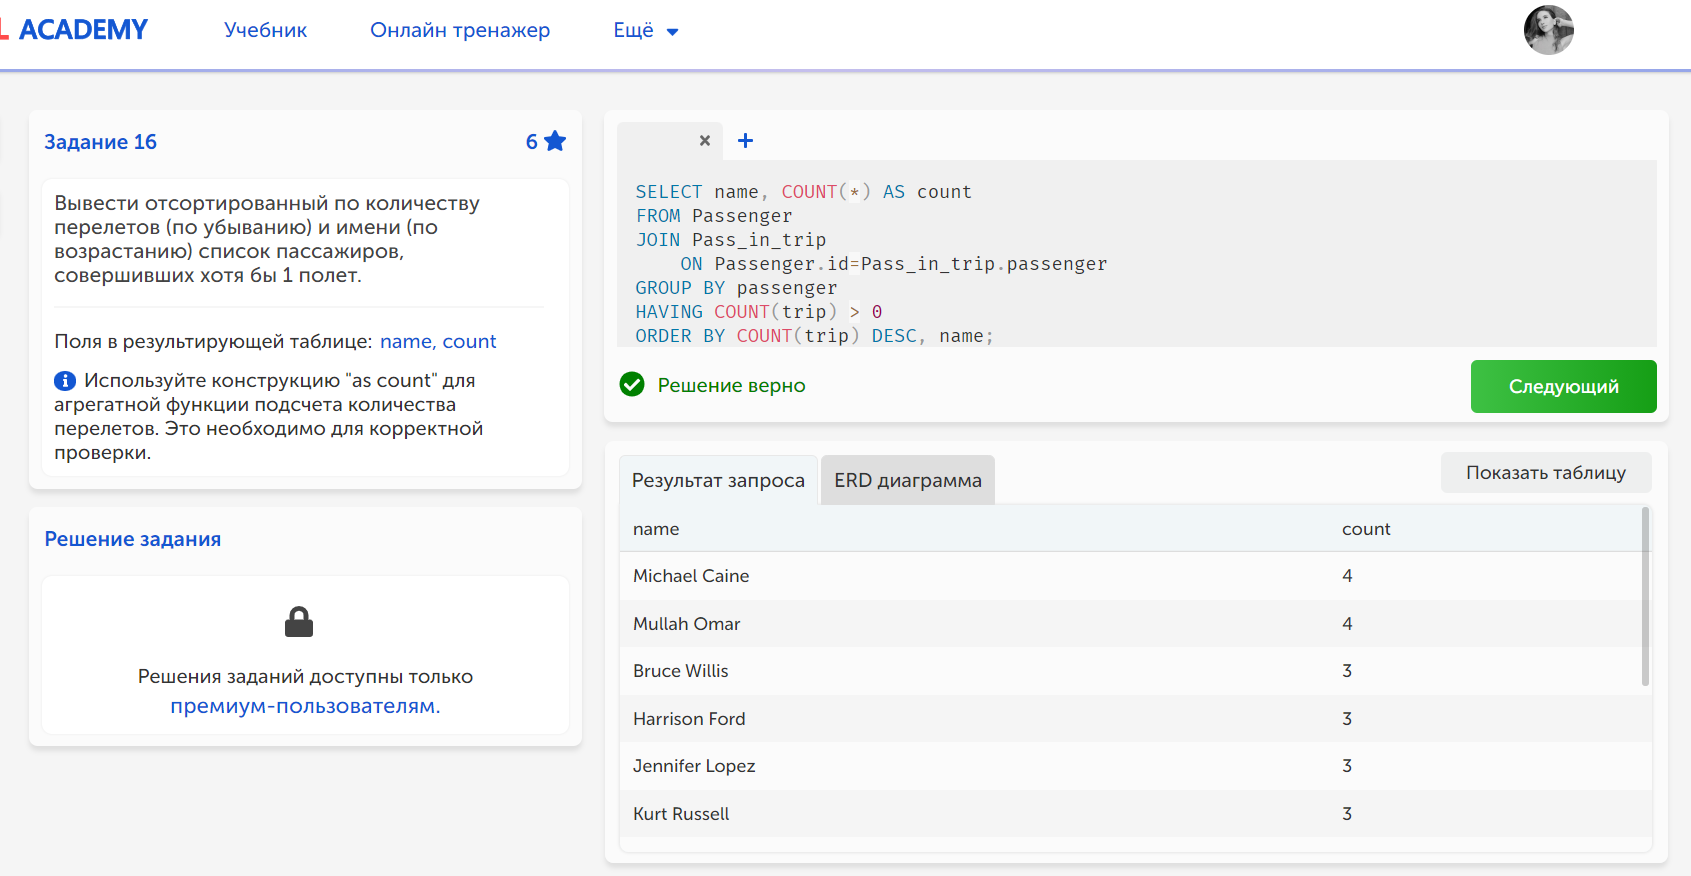 L ACADEMY
Учебник
Онлайн тренажер
Ещё
Задание 16
6
Вывести отсортированный по количеству
перелетов (по убыванию) и имени (по
возрастанию) список пассажиров,
совершивших хотя бы 1 полет.
Поля в результирующей таблице: name, count
Используйте конструкцию "as count" для
агрегатной функции подсчета количества
перелетов. Это необходимо для корректной
проверки.
Решение задания
Решения заданий доступны только
премиум-пользователям.
× +
SELECT name, COUNT(*) AS count
FROM Passenger
JOIN Pass_in_trip
    ON Passenger.id=Pass_in_trip.passenger
GROUP BY passenger
HAVING COUNT(trip) > 0
ORDER BY COUNT(trip) DESC, name;
Решение верно
Следующий
Результат запроса
ERD диаграмма
Показать таблицу
name count
Michael Caine 4
Mullah Omar 4
Bruce Willis 3
Harrison Ford 3
Jennifer Lopez 3
Kurt Russell 3